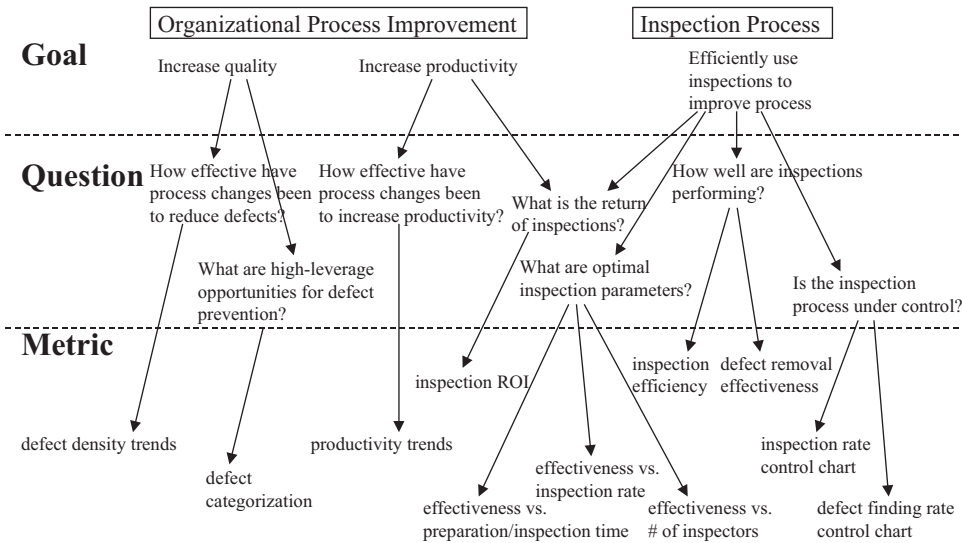 Organizational Process Improvement
Inspection Process
Goal
Increase quality
Increase productivity
Efficiently use
inspections to
improve process
Question
How effective have
process changes been
to reduce defects?
How effective have
process changes been
to increase productivity?
What is the return
of inspections?
How well are inspections
performing?
What are high-leverage
opportunities for defect
prevention?
What are optimal
inspection parameters?
Is the inspection
process under control?
Metric
inspection ROI
inspection
efficiency
defect removal
effectiveness
defect density trends
productivity trends
inspection rate
control chart
defect
categorization
effectiveness vs.
inspection rate
effectiveness vs.
preparation/inspection time
effectiveness vs.
# of inspectors
defect finding rate
control chart